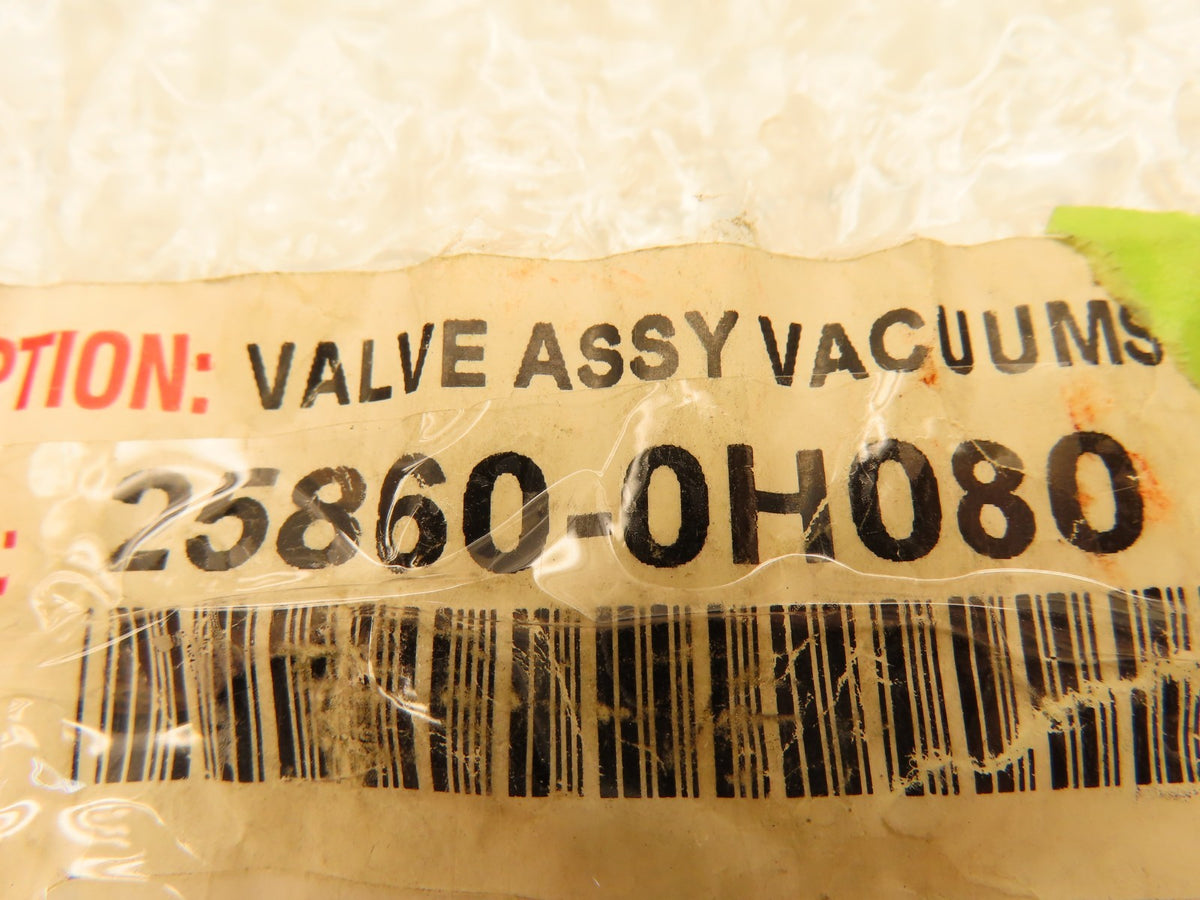 PTION: VALVE ASSY VACUUMS
: 25860-0H080